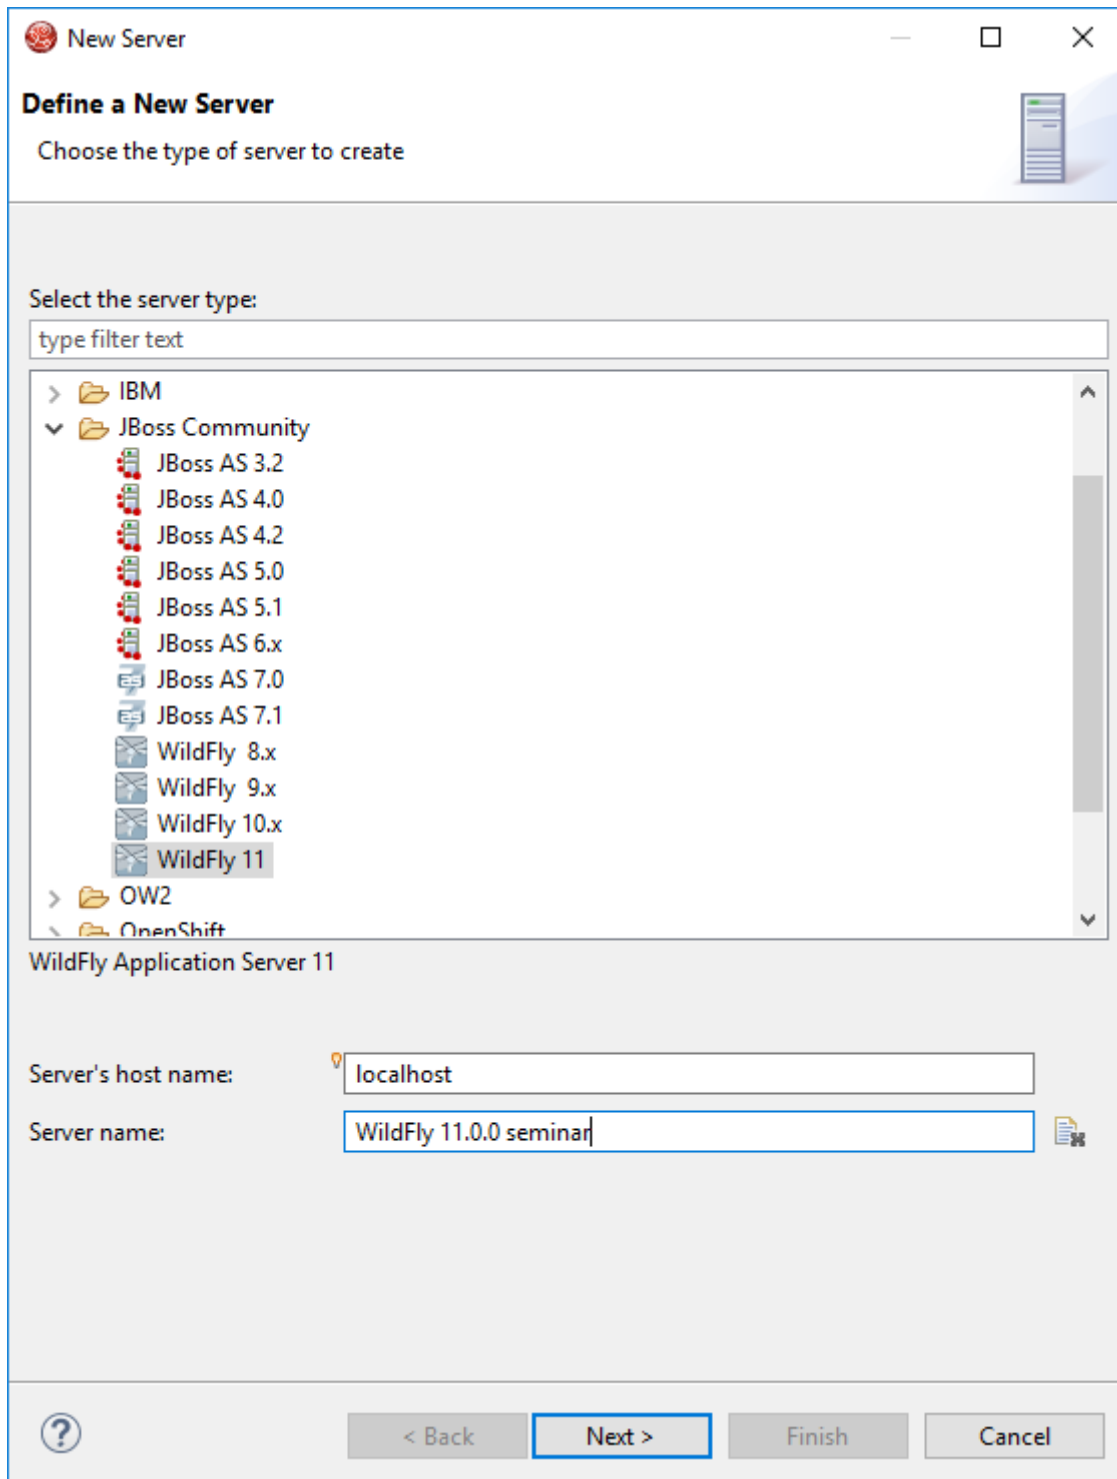 New Server
Define a New Server
Choose the type of server to create
Select the server type:
type filter text
IBM
JBoss Community
JBoss AS 3.2
JBoss AS 4.0
JBoss AS 4.2
JBoss AS 5.0
JBoss AS 5.1
JBoss AS 6.x
JBoss AS 7.0
JBoss AS 7.1
WildFly 8.x
WildFly 9.x
WildFly 10.x
WildFly 11
OW2
OpenShift
WildFly Application Server 11
Server's host name: localhost
Server name: WildFly 11.0.0 seminar
? < Back Next > Finish Cancel